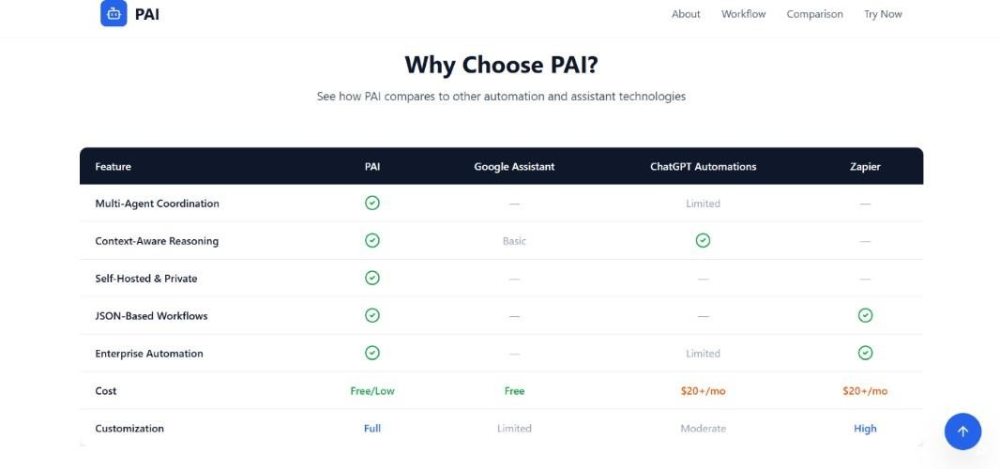 PAI About Workflow Comparison Try Now
Why Choose PAI?
See how PAI compares to other automation and assistant technologies
Feature PAI Google Assistant ChatGPT Automations Zapier
Multi-Agent Coordination — Limited —
Context-Aware Reasoning Basic —
Self-Hosted & Private — — —
JSON-Based Workflows — —
Enterprise Automation — Limited
Cost Free/Low Free $20+/mo $20+/mo
Customization Full Limited Moderate High